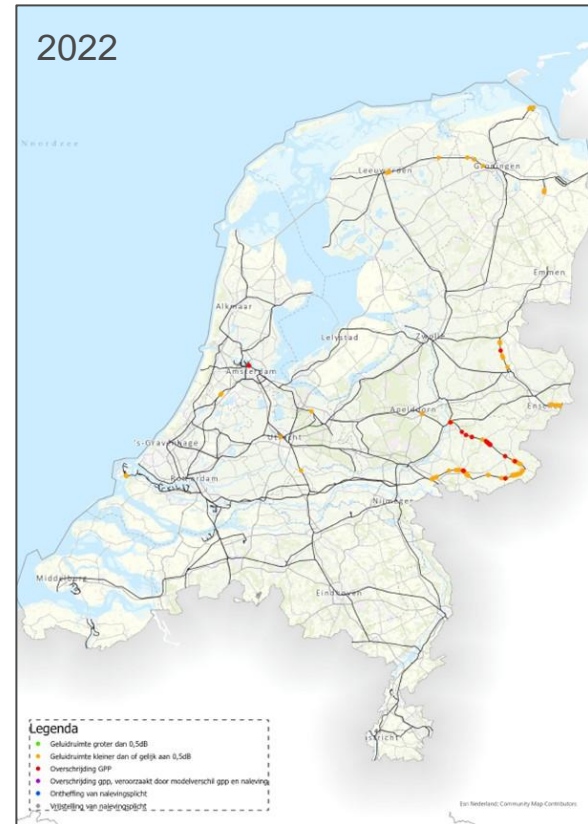 2022
Noordzee
Leeuwarden
Groningen
Emmen
Alkmaar
Lelystad
Zwolle
Amsterdam
Apeldoorn
Ensc
Utrecht
's-Gravenhage
Rotterdam
Nijmegen
Middelburg
Eindhoven
Legenda
Geluidruimte groter dan 0,5dB
Geluidruimte kleiner dan of gelijk aan 0,5dB
Overschrijding GPP
Overschrijding gpp, veroorzaakt door modelverschil gpp en naleving
Ontheffing van nalevingsplicht
Vrijstelling van nalevingsplicht
Esri Nederland; Community Map Contributors